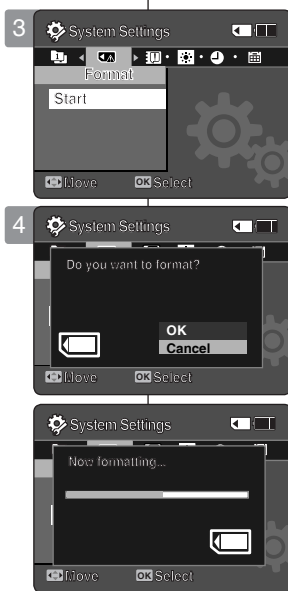 3
System Settings
Format
Start
Move OK Select
4
System Settings
Do you want to format?
OK
Cancel
Move OK Select
System Settings
Now formatting...
Move OK Select